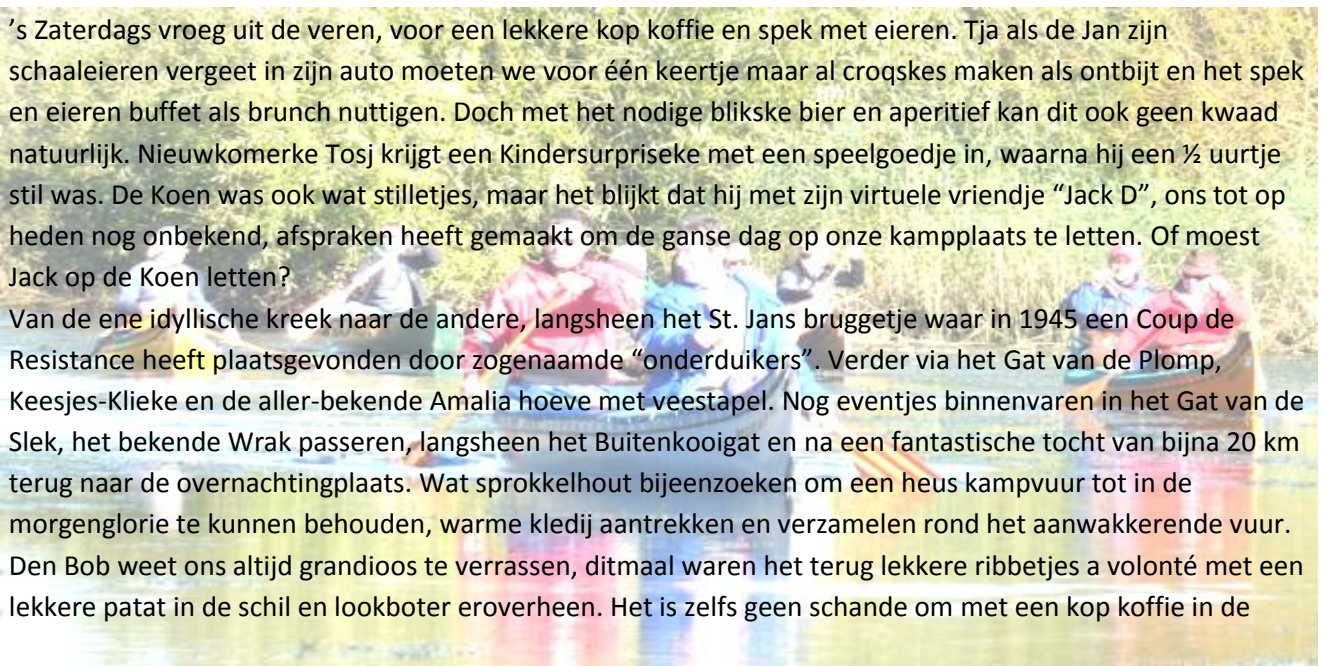 ’s Zaterdags vroeg uit de veren, voor een lekkere kop koffie en spek met eieren. Tja als de Jan zijn
schaaleieren vergeet in zijn auto moeten we voor één keertje maar al croqskes maken als ontbijt en het spek
en eieren buffet als brunch nuttigen. Doch met het nodige blikske bier en aperitief kan dit ook geen kwaad
natuurlijk. Nieuwkomerke Tosj krijgt een Kindersurpriseke met een speelgoedje in, waarna hij een ½ uurtje
stil was. De Koen was ook wat stilletjes, maar het blijkt dat hij met zijn virtuele vriendje “Jack D”, ons tot op
heden nog onbekend, afspraken heeft gemaakt om de ganse dag op onze kampplaats te letten. Of moest
Jack op de Koen letten?
Van de ene idyllische kreek naar de andere, langsheen het St. Jans bruggetje waar in 1945 een Coup de
Resistance heeft plaatsgevonden door zogenaamde “onderduikers”. Verder via het Gat van de Plomp,
Keesjes-Klieke en de aller-bekende Amalia hoeve met veestapel. Nog eventjes binnenvaren in het Gat van de
Slek, het bekende Wrak passeren, langsheen het Buitenkooigat en na een fantastische tocht van bijna 20 km
terug naar de overnachtingplaats. Wat sprokkelhout bijeenzoeken om een heus kampvuur tot in de
morgenglorie te kunnen behouden, warme kledij aantrekken en verzamelen rond het aanwakkerende vuur.
Den Bob weet ons altijd grandioos te verrassen, ditmaal waren het terug lekkere ribbetjes a volonté met een
lekkere patat in de schil en lookboter eroverheen. Het is zelfs geen schande om met een kop koffie in de